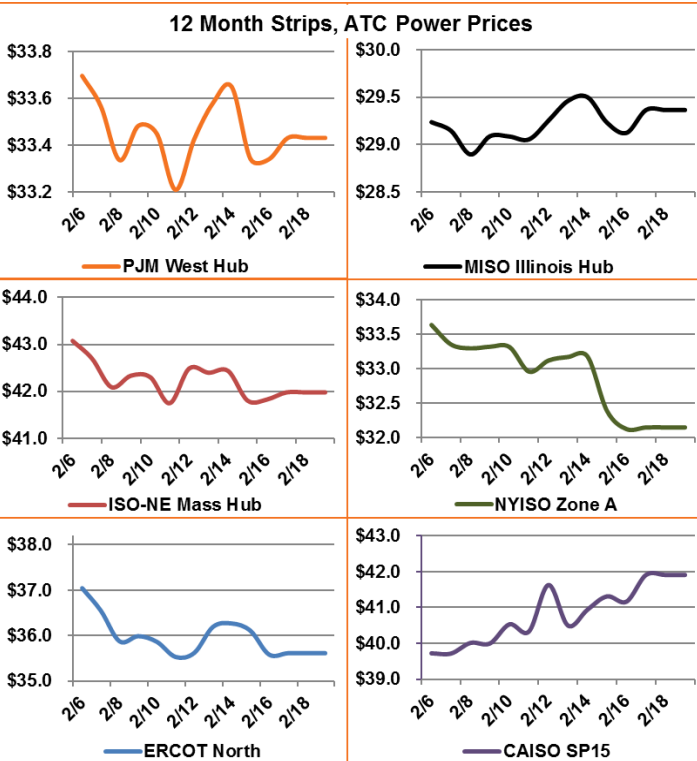 12 Month Strips, ATC Power Prices
$33.8
$33.6
$33.4
$33.2
2/6 2/8 2/10 2/12 2/14 2/16 2/18
PJM West Hub
$30.0
$29.5
$29.0
$28.5
2/6 2/8 2/10 2/12 2/14 2/16 2/18
MISO Illinois Hub
$44.0
$43.0
$42.0
$41.0
2/6 2/8 2/10 2/12 2/14 2/16 2/18
ISO-NE Mass Hub
$34.0
$33.5
$33.0
$32.5
$32.0
2/6 2/8 2/10 2/12 2/14 2/16 2/18
NYISO Zone A
$38.0
$37.0
$36.0
$35.0
2/6 2/8 2/10 2/12 2/14 2/16 2/18
ERCOT North
$43.0
$42.0
$41.0
$40.0
$39.0
2/6 2/8 2/10 2/12 2/14 2/16 2/18
CAISO SP15